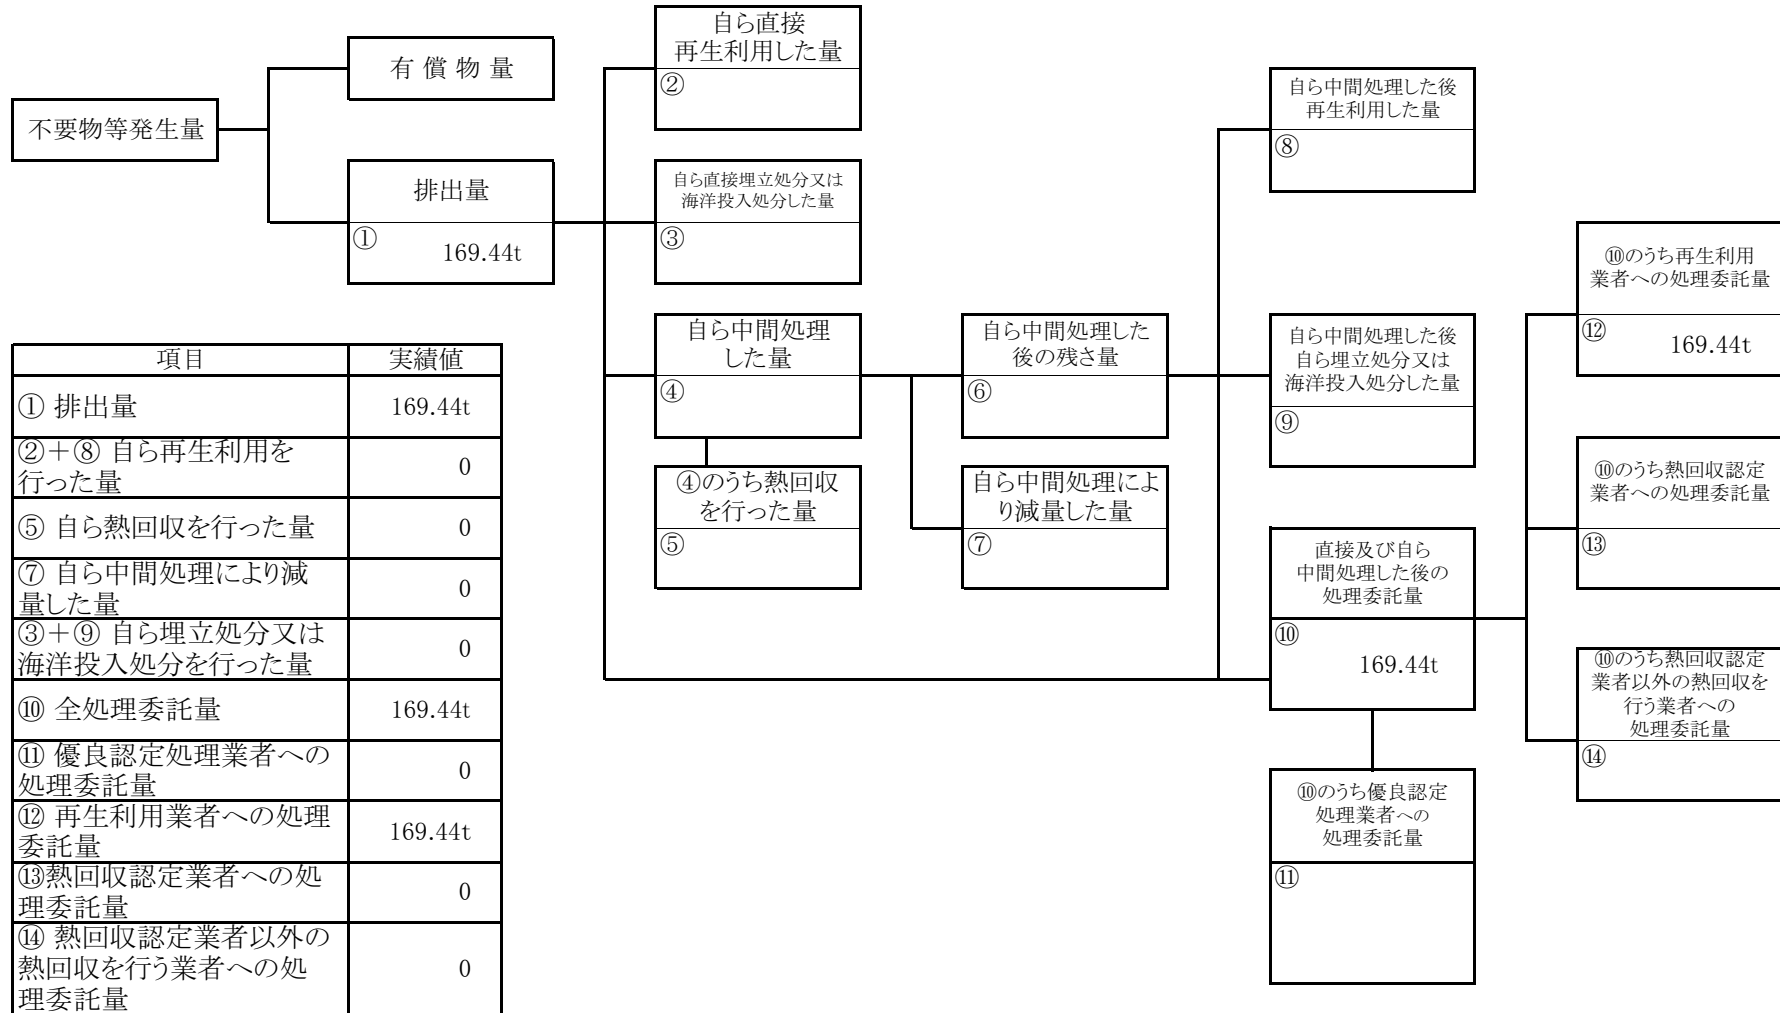 不要物等発生量
有 償 物 量
排出量
①
169.44t
自ら直接
再生利用した量
②
自ら直接埋立処分又は
海洋投入処分した量
③
自ら中間処理
した量
④
④のうち熱回収
を行った量
⑤
自ら中間処理した
後の残さ量
⑥
自ら中間処理によ
り減量した量
⑦
自ら中間処理した後
再生利用した量
⑧
自ら中間処理した後
自ら埋立処分又は
海洋投入処分した量
⑨
直接及び自ら
中間処理した後の
処理委託量
⑩
169.44t
⑩のうち優良認定
処理業者への
処理委託量
⑪
⑩のうち再生利用
業者への処理委託量
⑫
169.44t
⑩のうち熱回収認定
業者への処理委託量
⑬
⑩のうち熱回収認定
業者以外の熱回収を
行う業者への
処理委託量
⑭
項目 実績値
① 排出量 169.44t
②＋⑧ 自ら再生利用を
行った量 0
⑤ 自ら熱回収を行った量 0
⑦ 自ら中間処理により減
量した量 0
③＋⑨ 自ら埋立処分又は
海洋投入処分を行った量 0
⑩ 全処理委託量 169.44t
⑪ 優良認定処理業者への
処理委託量 0
⑫ 再生利用業者への処理
委託量 169.44t
⑬熱回収認定業者への処
理委託量 0
⑭ 熱回収認定業者以外の
熱回収を行う業者への処
理委託量 0